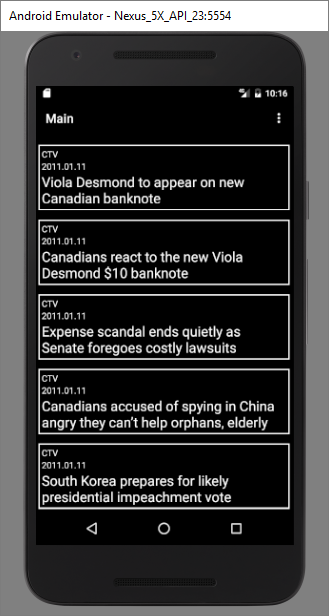 Android Emulator - Nexus_5X_API_23:5554
10:16
Main
CTV
2011.01.11
Viola Desmond to appear on new
Canadian banknote
CTV
2011.01.11
Canadians react to the new Viola
Desmond $10 banknote
CTV
2011.01.11
Expense scandal ends quietly as
Senate foregoes costly lawsuits
CTV
2011.01.11
Canadians accused of spying in China
angry they can’t help orphans, elderly
CTV
2011.01.11
South Korea prepares for likely
presidential impeachment vote